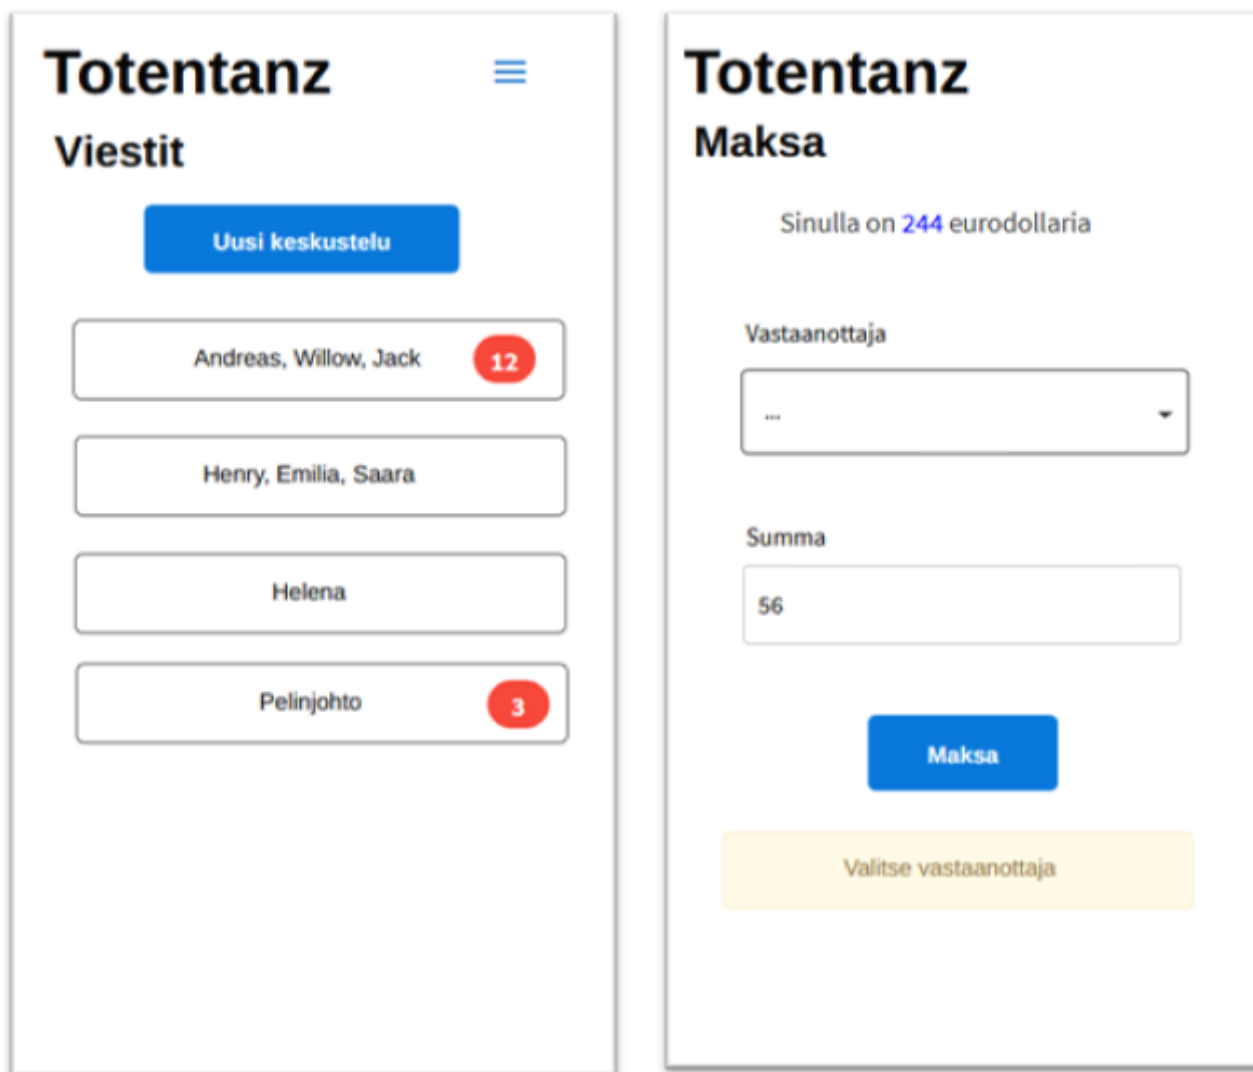 Totentanz
Viestit
Uusi keskustelu
Andreas, Willow, Jack
12
Henry, Emilia, Saara
Helena
Pelinjohto
3
Totentanz
Maksa
Sinulla on 244 eurodollaria
Vastaanottaja
...
Summa
56
Maksa
Valitse vastaanottaja